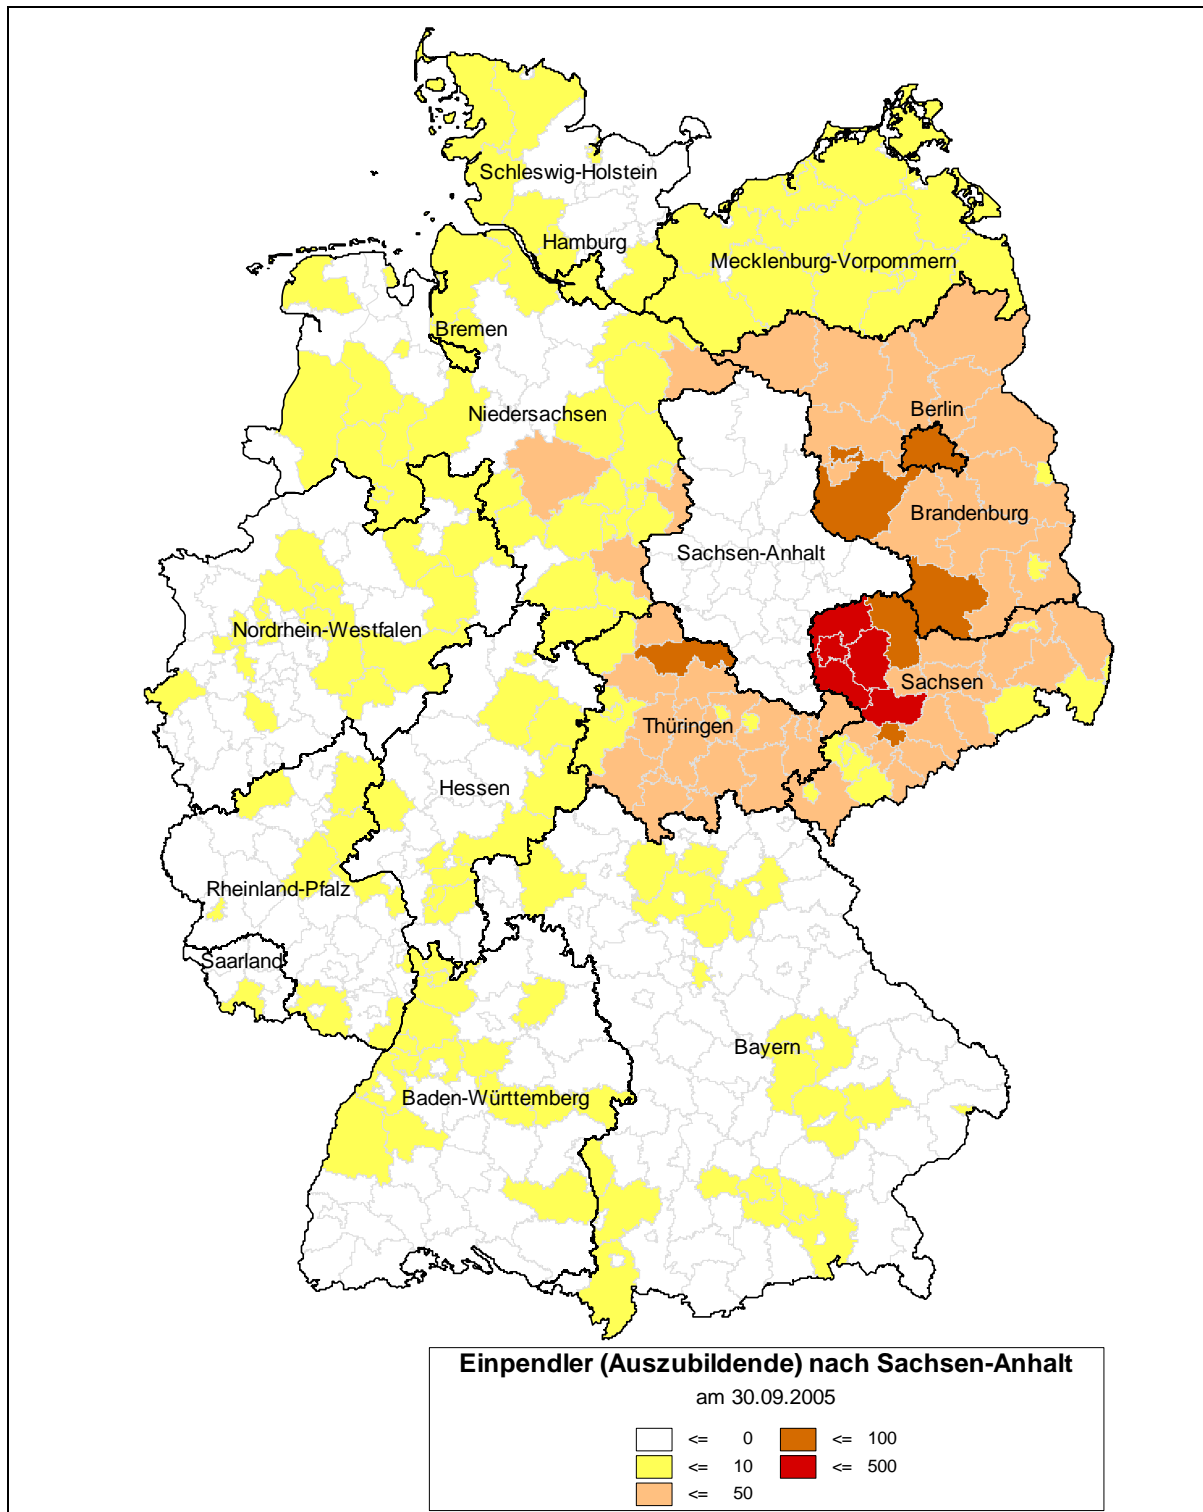 Schleswig-Holstein
Hamburg
Mecklenburg-Vorpommern
Bremen
Niedersachsen
Berlin
Brandenburg
Sachsen-Anhalt
Nordrhein-Westfalen
Sachsen
Thüringen
Hessen
Rheinland-Pfalz
Saarland
Bayern
Baden-Württemberg
Einpendler (Auszubildende) nach Sachsen-Anhalt
am 30.09.2005
<= 0 <= 100
<= 10 <= 500
<= 50